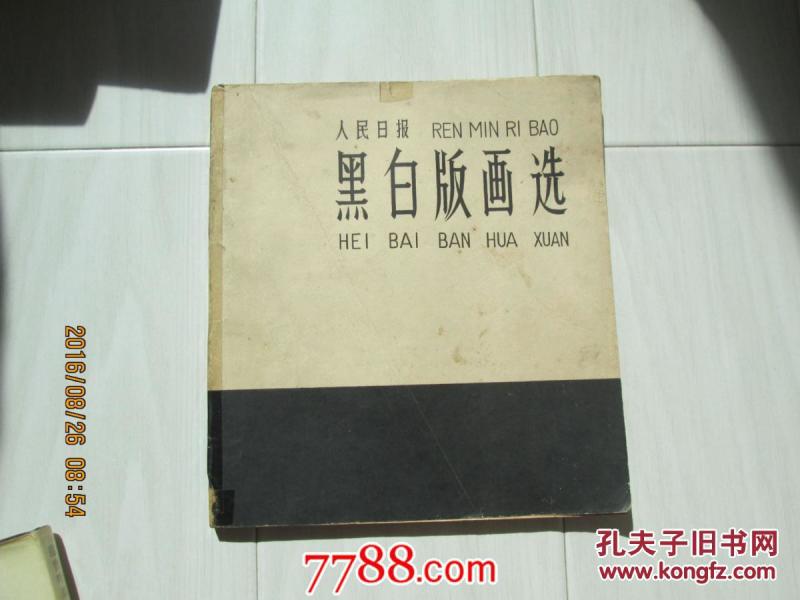 人民日报 REN MIN RI BAO
黑白版画选
HEI BAI BAN HUA XUAN
2016/08/26 08:54
7788.com
孔夫子旧书网
www.kongfz.com